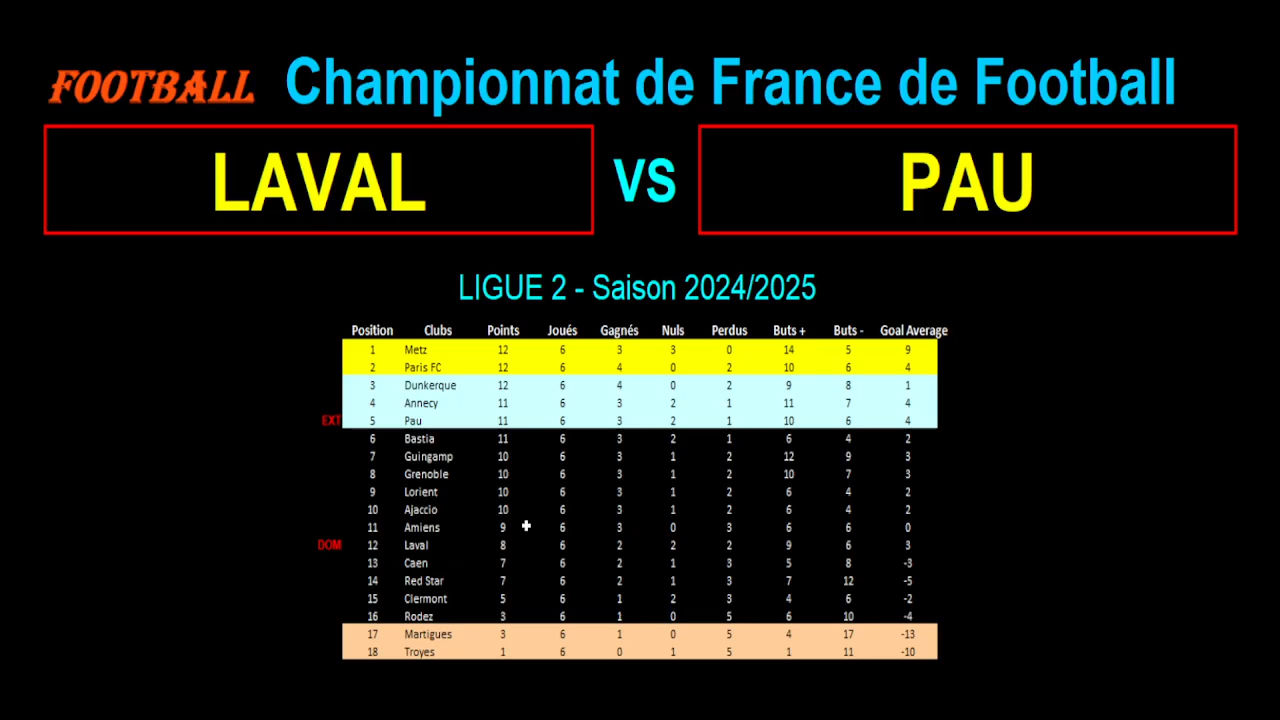 FOOTBALL Championnat de France de Football
LAVAL VS PAU
LIGUE 2 - Saison 2024/2025
Position Clubs Points Joués Gagnés Nuls Perdus Buts + Buts - Goal Average
1 Metz 12 6 3 3 0 14 5 9
2 Paris FC 12 6 4 0 2 10 6 4
3 Dunkerque 12 6 4 0 2 9 8 1
4 Annecy 11 6 3 2 1 11 7 4
EXT 5 Pau 11 6 3 2 1 10 6 4
6 Bastia 11 6 3 2 1 6 4 2
7 Guingamp 10 6 3 1 2 12 9 3
8 Grenoble 10 6 3 1 2 10 7 3
9 Lorient 10 6 3 1 2 6 4 2
10 Ajaccio 10 6 3 1 2 6 4 2
11 Amiens 9 6 3 0 3 6 6 0
DOM 12 Laval 8 6 2 2 2 9 6 3
13 Caen 7 6 2 1 3 5 8 -3
14 Red Star 7 6 2 1 3 7 12 -5
15 Clermont 5 6 1 2 3 4 6 -2
16 Rodez 3 6 1 0 5 6 10 -4
17 Martigues 3 6 1 0 5 4 17 -13
18 Troyes 1 6 0 1 5 1 11 -10